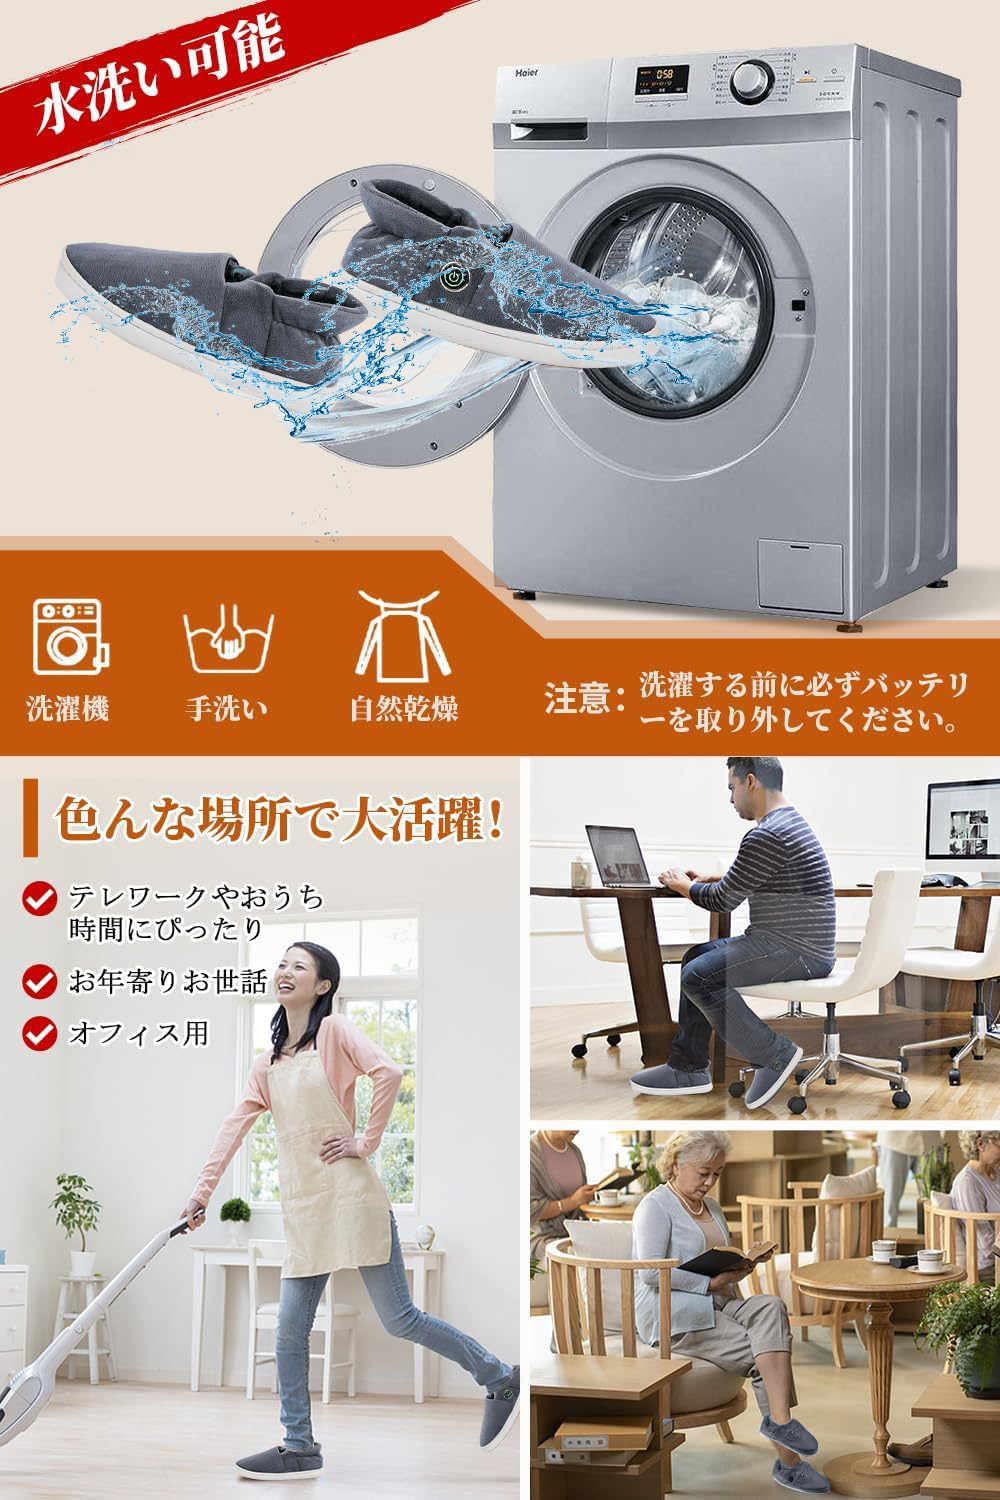 水洗い可能
Haier
0:58
洗濯機
手洗い
自然乾燥
注意：
洗濯する前に必ずバッテリ
ーを取り外してください。
色んな場所で大活躍！
テレワークやおうち
時間にぴったり
お年寄りお世話
オフィス用